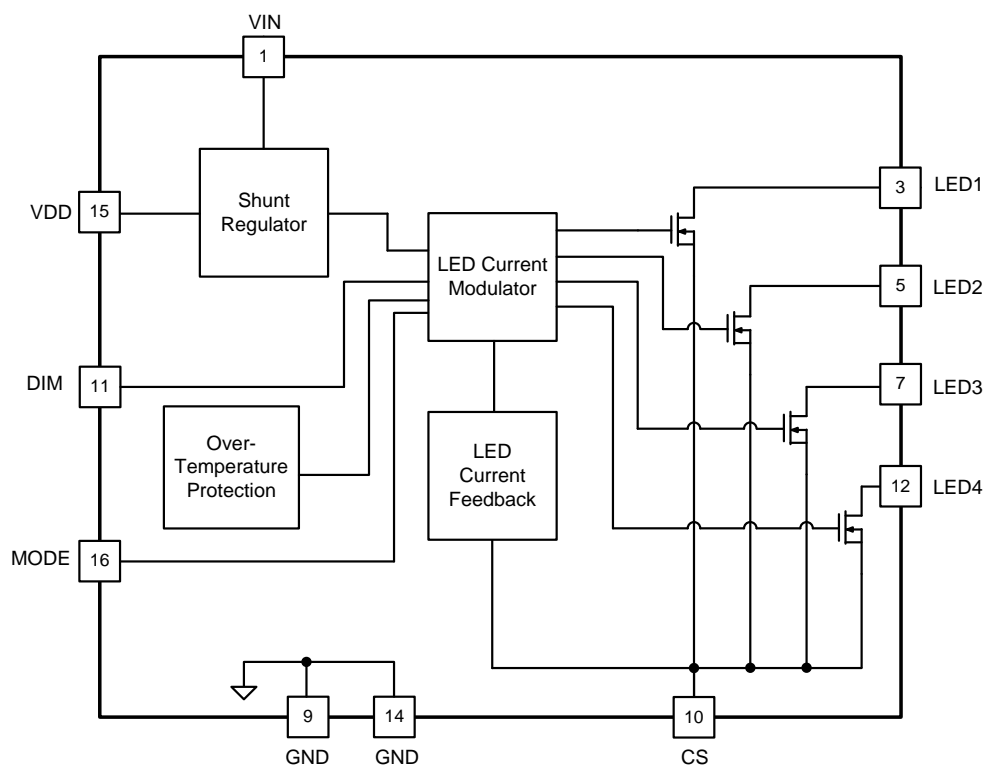 VIN
1
Shunt
Regulator
VDD
15
3
LED1
LED Current
Modulator
5
LED2
DIM
11
7
LED3
Over-
Temperature
Protection
LED
Current
Feedback
12
LED4
MODE
16
9
14
10
GND
GND
CS